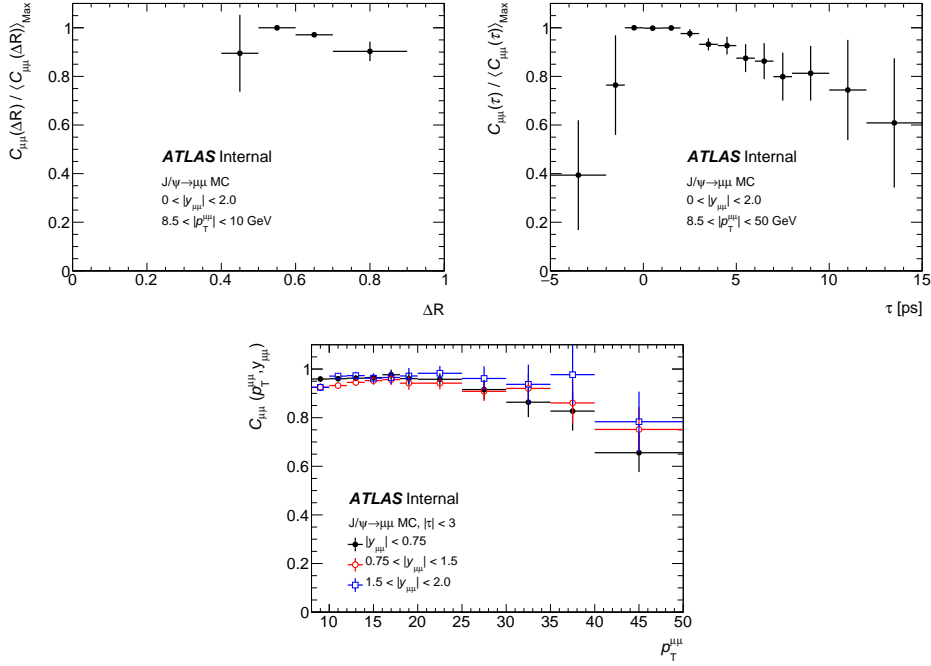 C_μμ(ΔR) / ⟨C_μμ(ΔR)⟩_Max
1
0.8
0.6
0.4
0.2
0
ATLAS Internal
J/ψ→μμ MC
0 < |y_μμ| < 2.0
8.5 < |p_T^μμ| < 10 GeV
0 0.2 0.4 0.6 0.8 1
ΔR
C_μμ(τ) / ⟨C_μμ(τ)⟩_Max
1
0.8
0.6
0.4
0.2
0
ATLAS Internal
J/ψ→μμ MC
0 < |y_μμ| < 2.0
8.5 < |p_T^μμ| < 50 GeV
−5 0 5 10 15
τ [ps]
C_μμ (p_T^μμ, y_μμ)
1
0.8
0.6
0.4
0.2
0
ATLAS Internal
J/ψ→μμ MC, |τ| < 3
|y_μμ| < 0.75
0.75 < |y_μμ| < 1.5
1.5 < |y_μμ| < 2.0
10 15 20 25 30 35 40 45 50
p_T^μμ